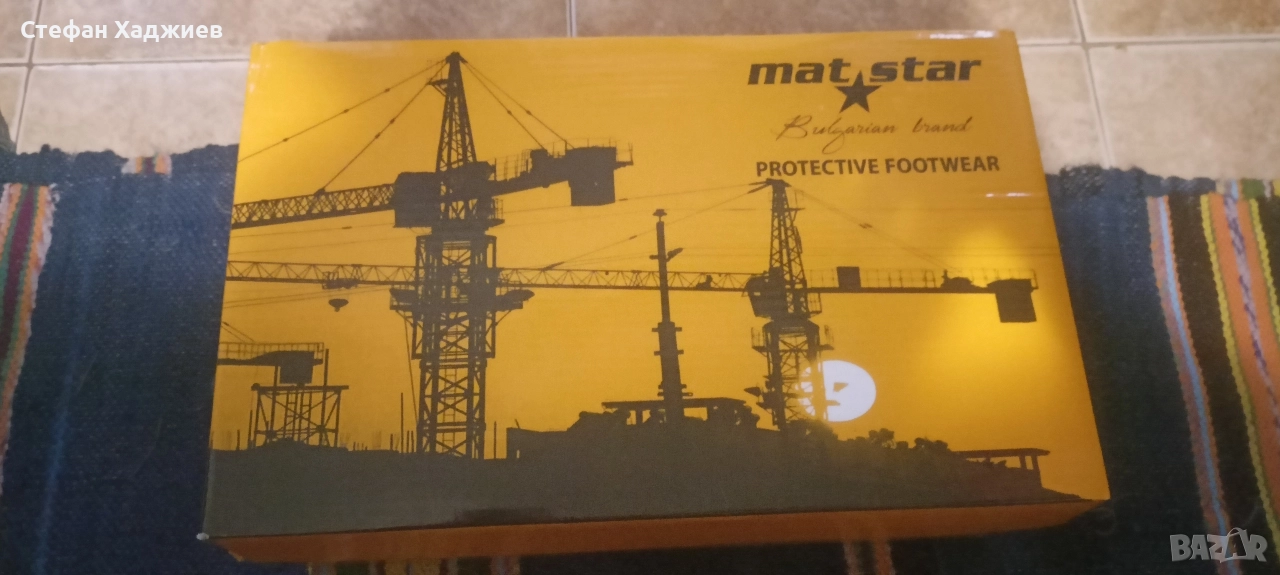 Стефан Хаджиев
mat star
Bulgarian brand
PROTECTIVE FOOTWEAR
BAZAR